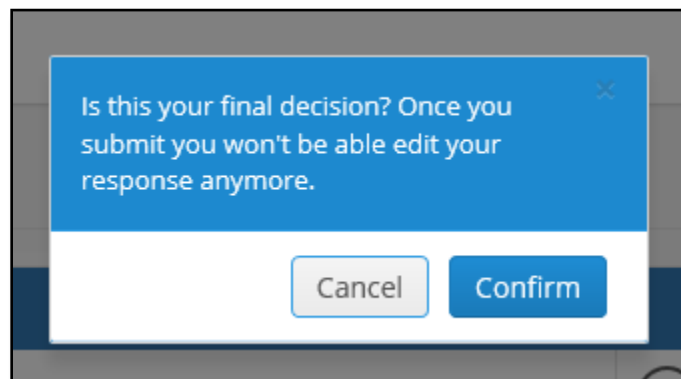 Is this your final decision? Once you
submit you won't be able edit your
response anymore.
Cancel Confirm